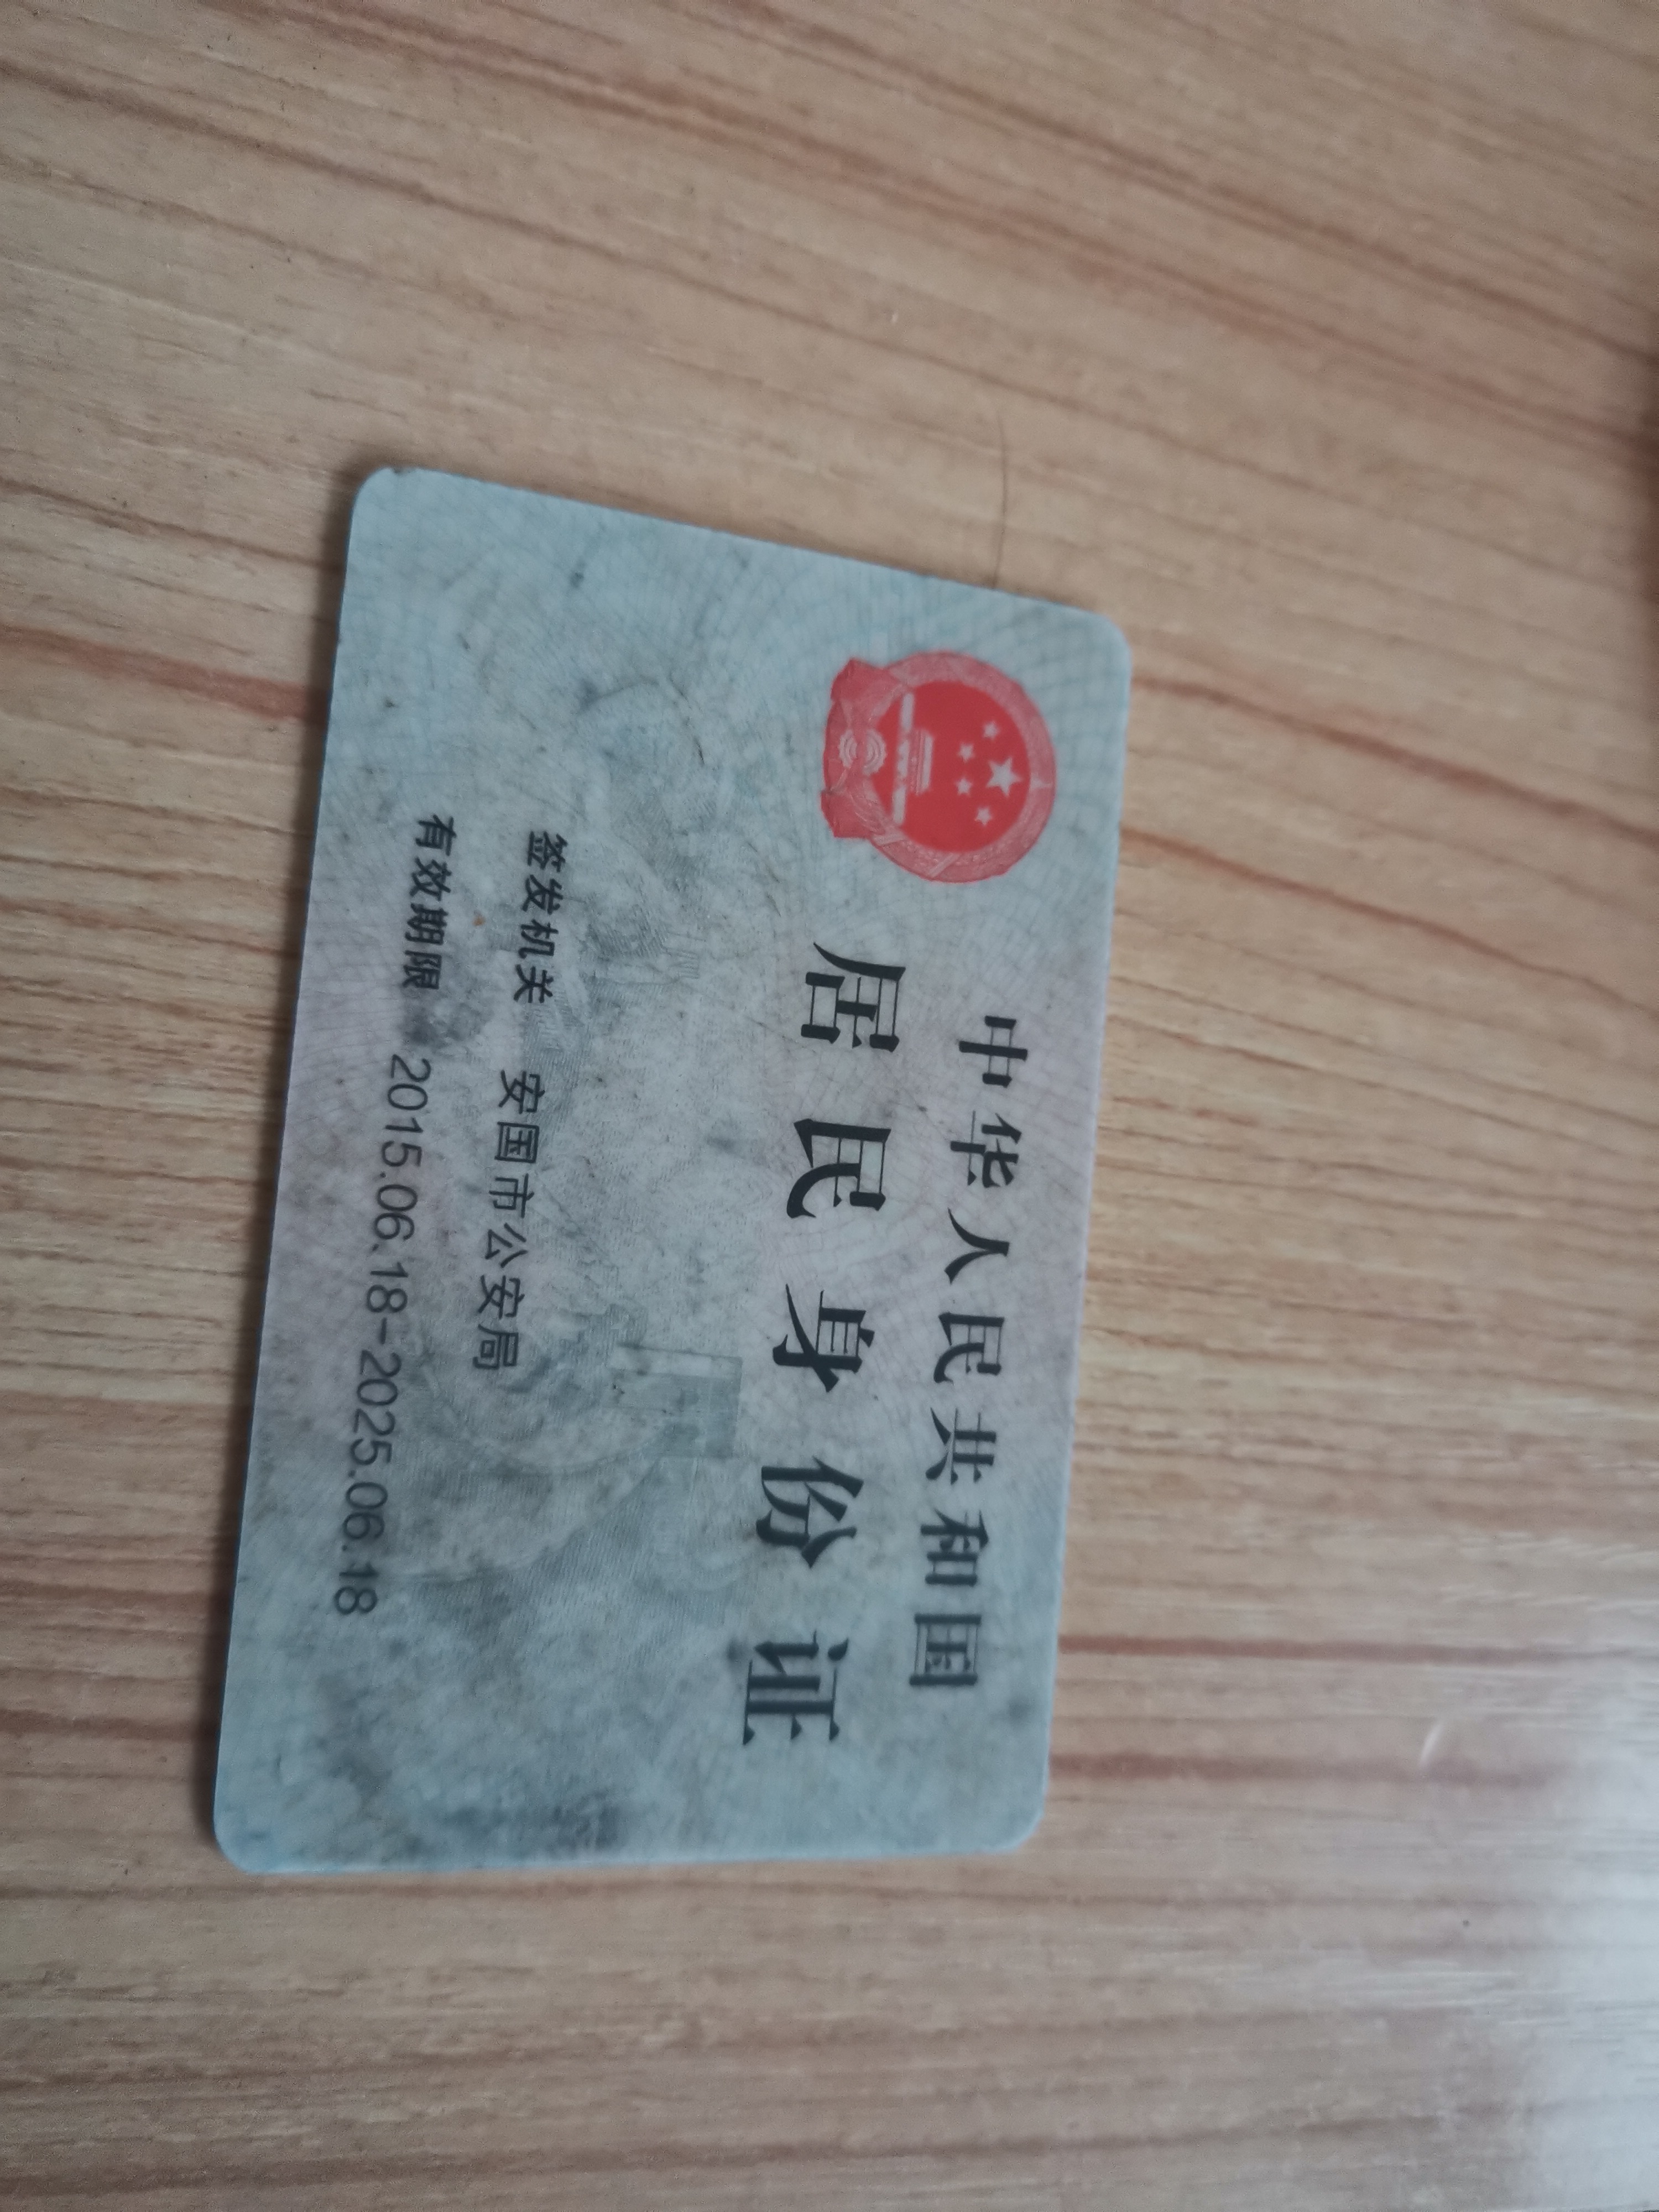 中华人民共和国
居民身份证
签发机关 安国市公安局
有效期限 2015.06.18-2025.06.18